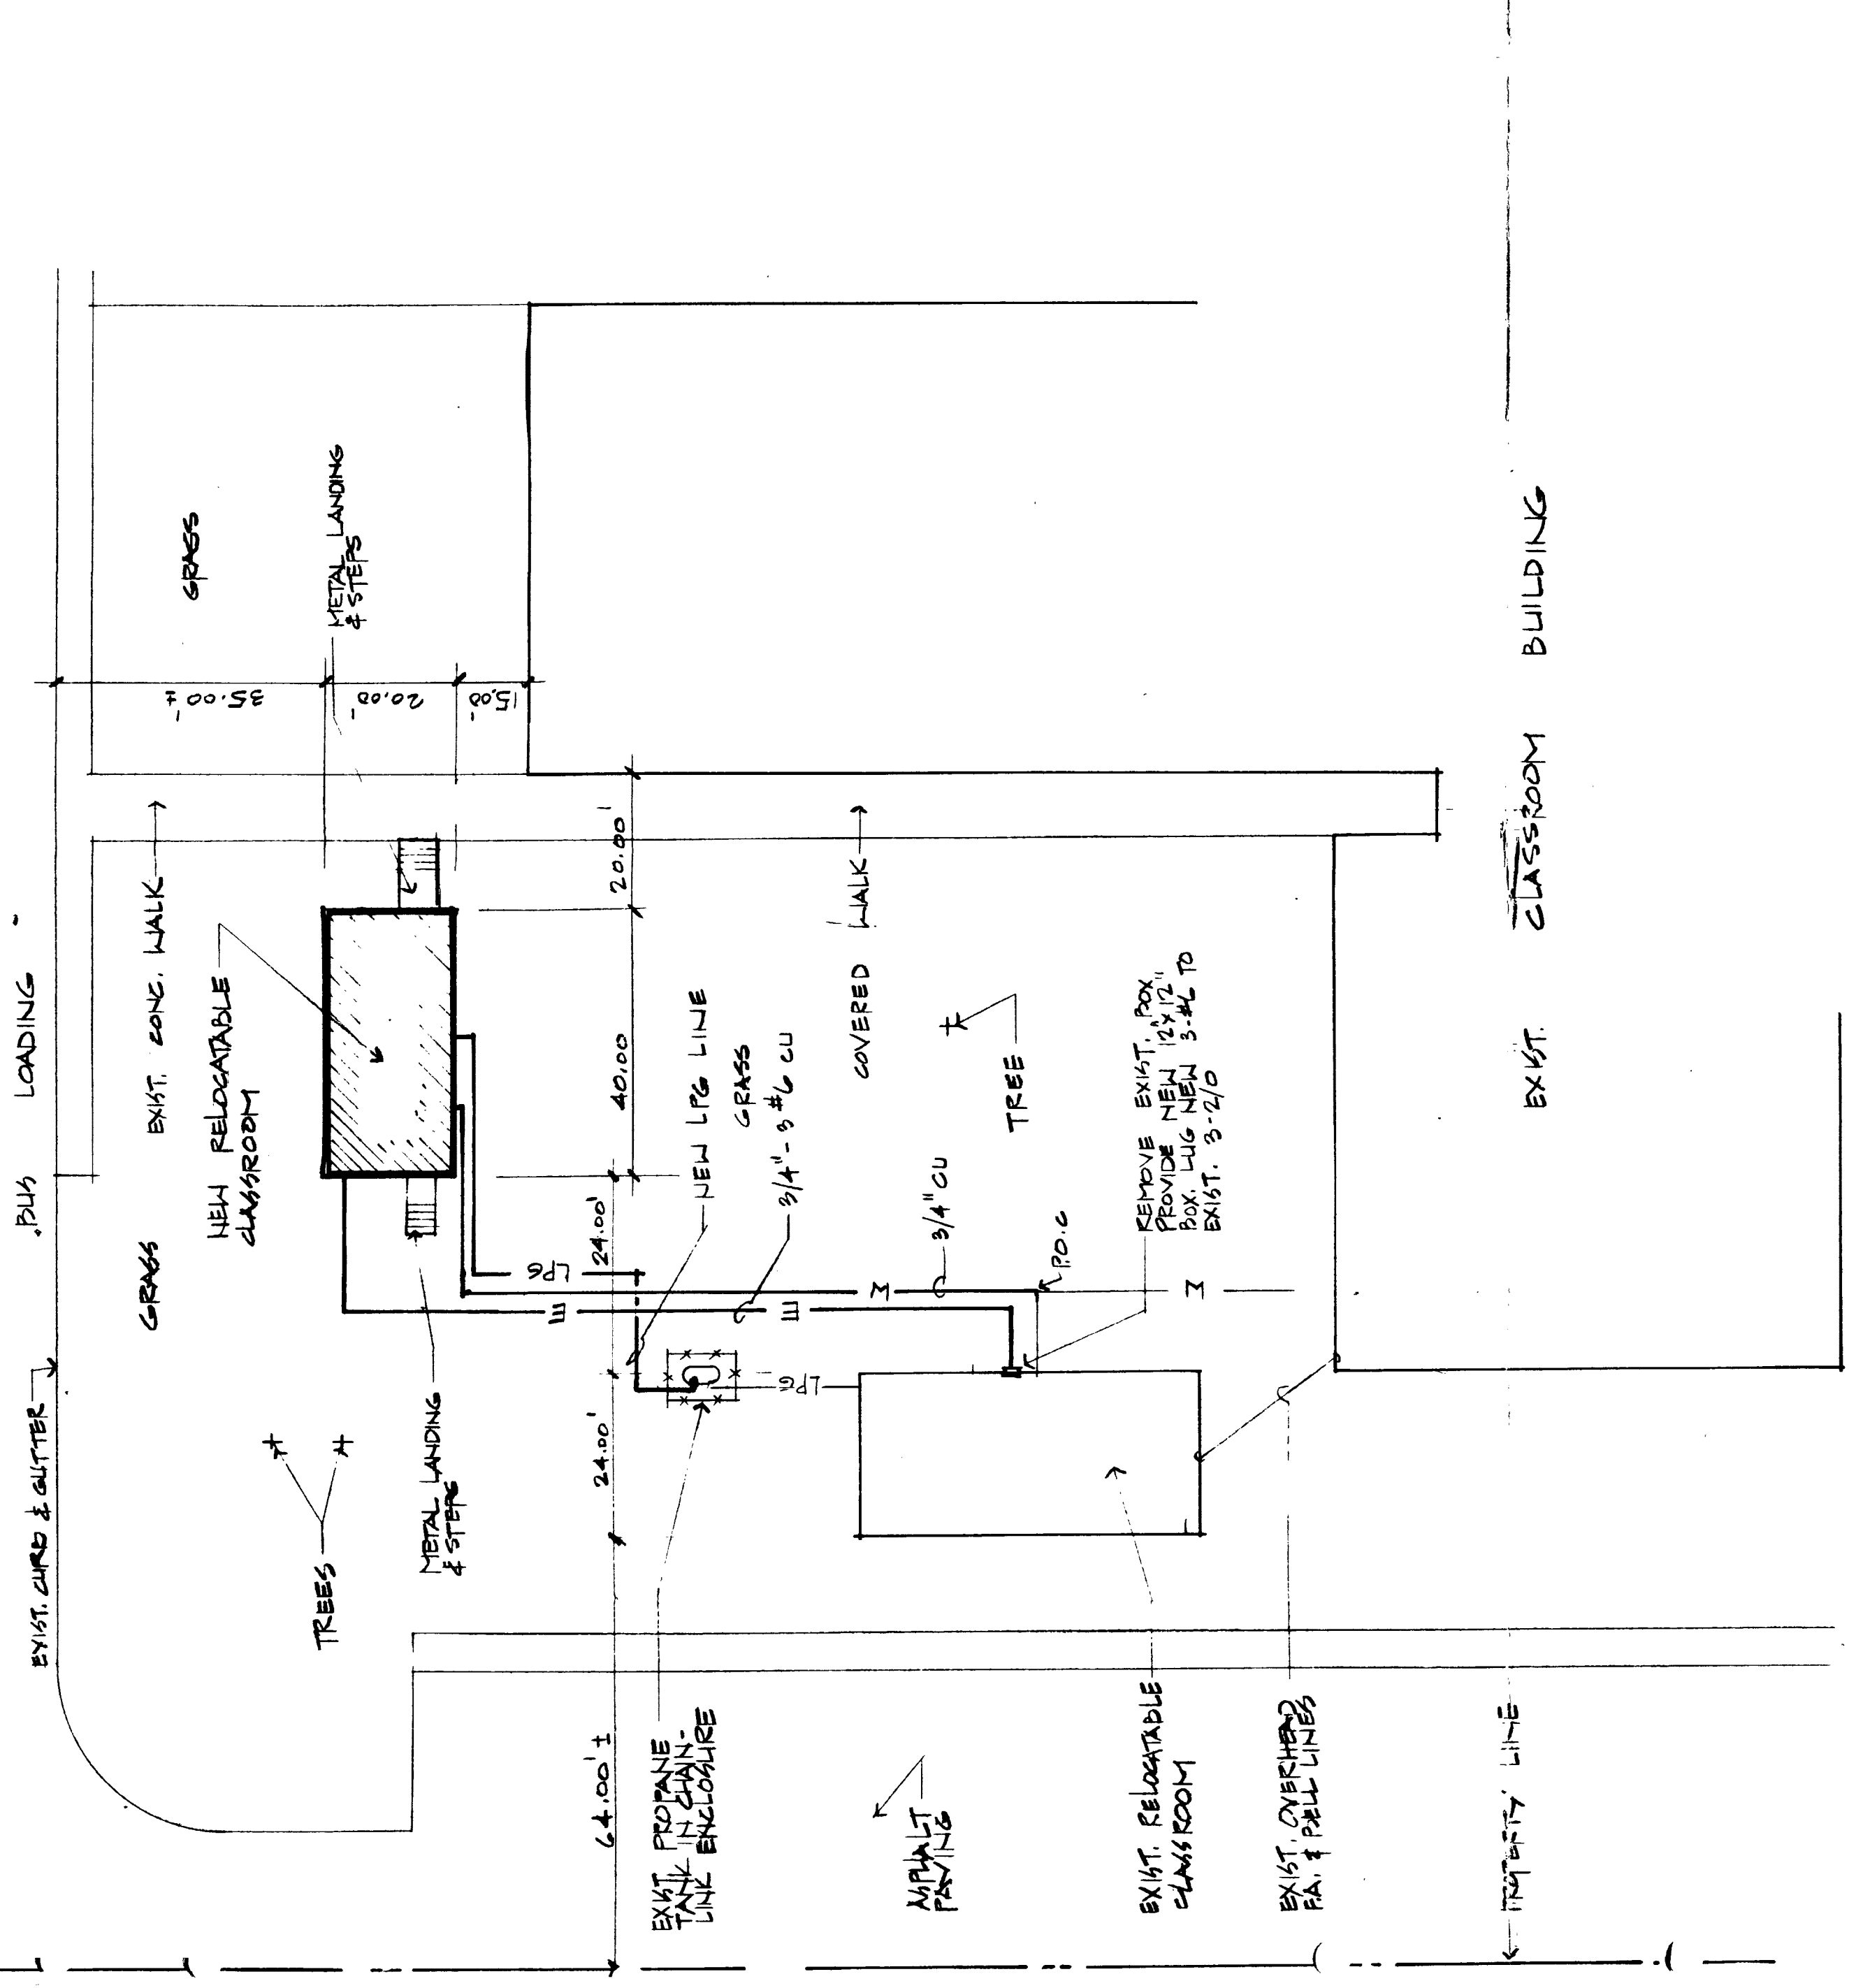 BUS LOADING
EXIST. CURB & GUTTER
GRASS
EXIST. CONC. WALK
GRASS
NEW RELOCATABLE
CLASSROOM
TREES
METAL LANDING
& STEPS
METAL LANDING
& STEPS
35.00'±
20.00'
15.00'
64.00'±
24.00'
24.00'
40.00
20.00'
LPG
E
EXIST PROPANE
TANK IN CHAIN-
LINK ENCLOSURE
NEW LPG LINE
GRASS
3/4" - 3 #6 CU
E
LPG
COVERED WALK
M
3/4" CU
ASPHALT
PAVING
TREE
P.O.C
REMOVE EXIST. BOX
PROVIDE NEW 12"X12"
BOX. LUG NEW 3-#6 TO
EXIST. 3-2/0
M
EXIST. RELOCATABLE
CLASSROOM
EXIST. OVERHEAD
F.A. & BELL LINES
PROPERTY LINE
EXIST. CLASSROOM BUILDING